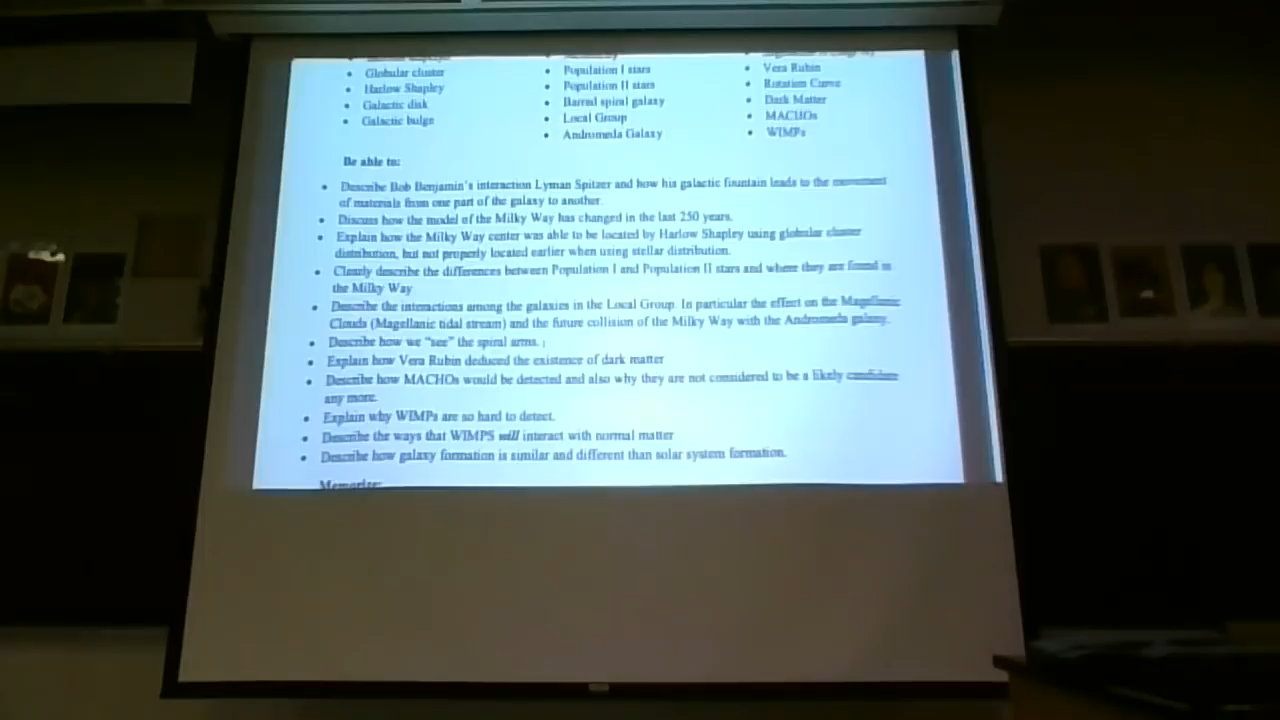 Globular cluster
Harlow Shapley
Galactic disk
Galactic bulge
Population I stars
Population II stars
Barred spiral galaxy
Local Group
Andromeda Galaxy
Vera Rubin
Rotation Curve
Dark Matter
MACHOs
WIMPs
Be able to:
Describe Bob Benjamin's interaction Lyman Spitzer and how his galactic fountain leads to the movement
of materials from one part of the galaxy to another.
Discuss how the model of the Milky Way has changed in the last 250 years.
Explain how the Milky Way center was able to be located by Harlow Shapley using globular cluster
distribution, but not properly located earlier when using stellar distribution.
Clearly describe the differences between Population I and Population II stars and where they are found in
the Milky Way
Describe the interactions among the galaxies in the Local Group. In particular the effect on the Magellanic
Clouds (Magellanic tidal stream) and the future collision of the Milky Way with the Andromeda galaxy.
Describe how we "see" the spiral arms.
Explain how Vera Rubin deduced the existence of dark matter
Describe how MACHOs would be detected and also why they are not considered to be a likely candidate
any more.
Explain why WIMPs are so hard to detect.
Describe the ways that WIMPS will interact with normal matter
Describe how galaxy formation is similar and different than solar system formation.
Memorize: